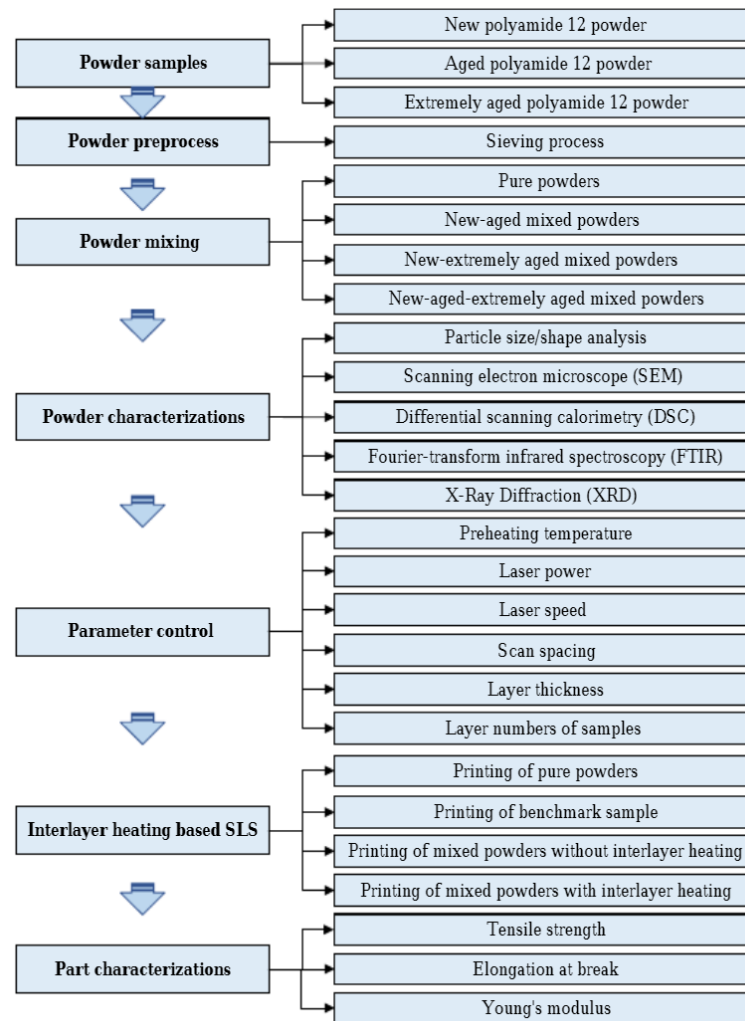 Powder samples
New polyamide 12 powder
Aged polyamide 12 powder
Extremely aged polyamide 12 powder
Powder preprocess
Sieving process
Powder mixing
Pure powders
New-aged mixed powders
New-extremely aged mixed powders
New-aged-extremely aged mixed powders
Powder characterizations
Particle size/shape analysis
Scanning electron microscope (SEM)
Differential scanning calorimetry (DSC)
Fourier-transform infrared spectroscopy (FTIR)
X-Ray Diffraction (XRD)
Parameter control
Preheating temperature
Laser power
Laser speed
Scan spacing
Layer thickness
Layer numbers of samples
Interlayer heating based SLS
Printing of pure powders
Printing of benchmark sample
Printing of mixed powders without interlayer heating
Printing of mixed powders with interlayer heating
Part characterizations
Tensile strength
Elongation at break
Young's modulus